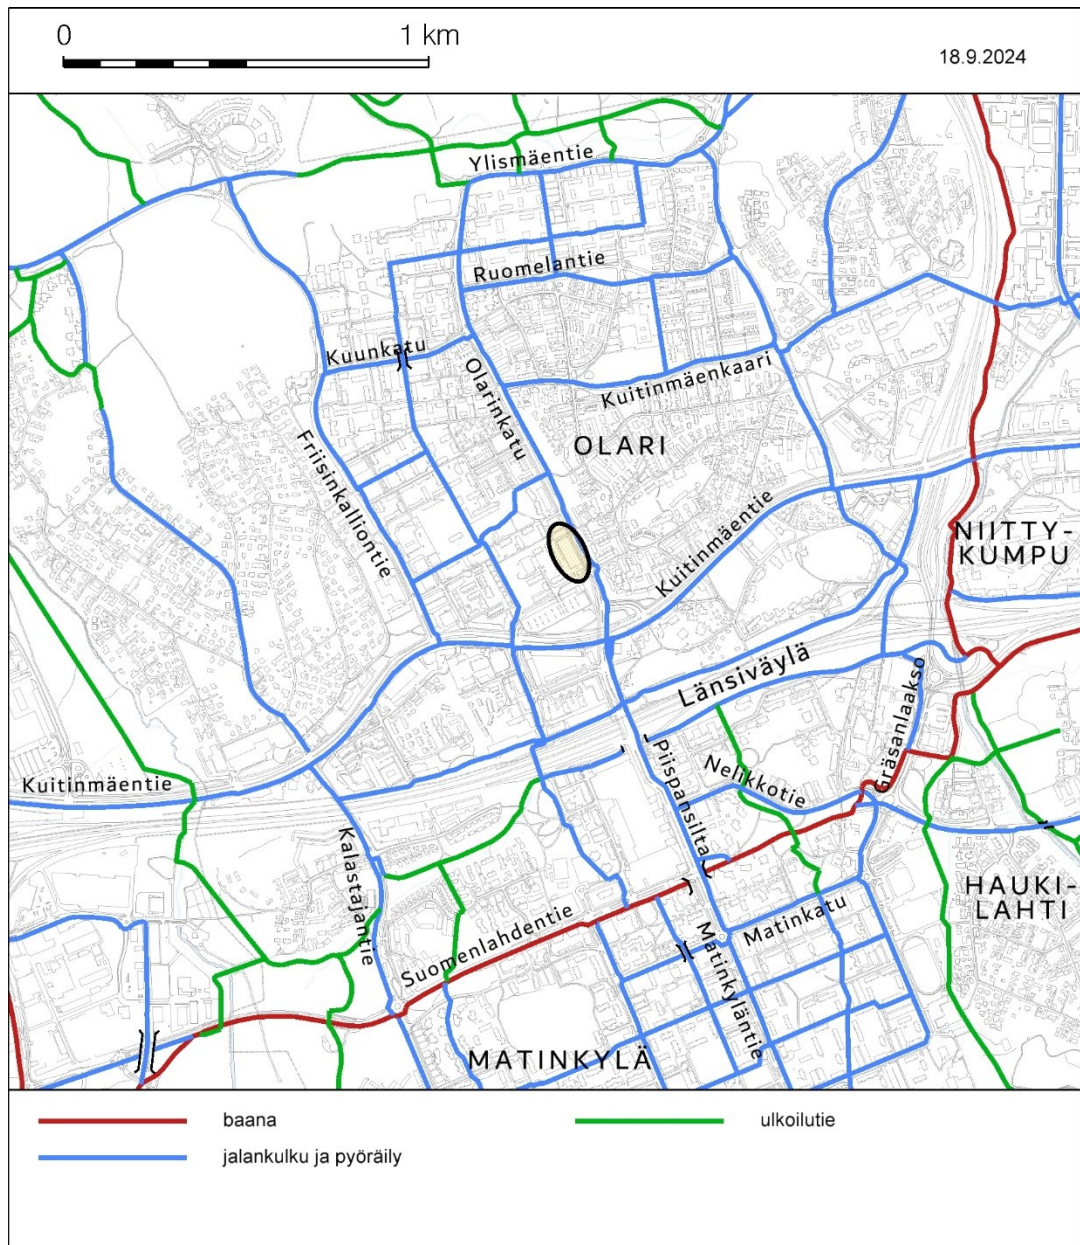 0 1 km
18.9.2024
Ylismäentie
Ruomelantie
Kuunkatu
Olarinkatu
Kuitinmäenkaari
OLARI
Friisinkalliontie
Kuitinmäentie
NIITTY-
KUMPU
Länsiväylä
Gräsanlaakso
Piispansilta
Nelikkotie
Kuitinmäentie
Kalastajantie
HAUKI-
LAHTI
Suomenlahdentie
Matinkatu
Matinkyläntie
MATINKYLÄ
baana
ulkoilutie
jalankulku ja pyöräily